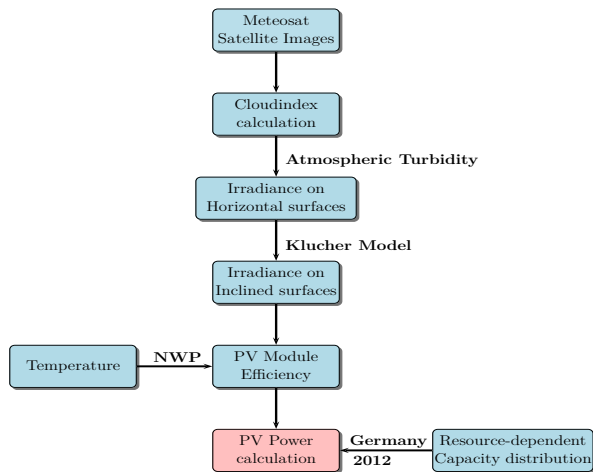 Meteosat
Satellite Images
Cloudindex
calculation
Atmospheric Turbidity
Irradiance on
Horizontal surfaces
Klucher Model
Irradiance on
Inclined surfaces
Temperature
NWP
PV Module
Efficiency
PV Power
calculation
Germany
2012
Resource-dependent
Capacity distribution